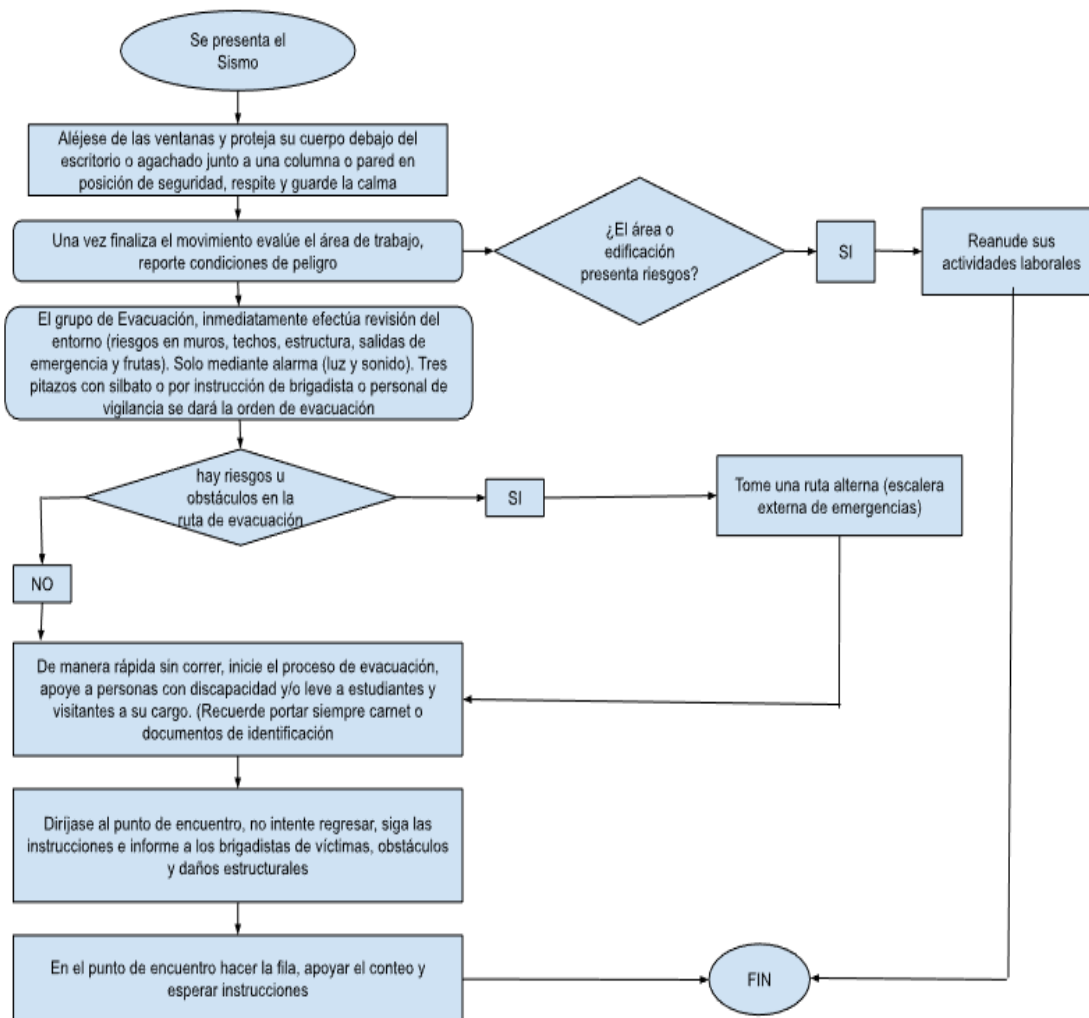 Se presenta el
Sismo
Aléjese de las ventanas y proteja su cuerpo debajo del
escritorio o agachado junto a una columna o pared en
posición de seguridad, respite y guarde la calma
Una vez finaliza el movimiento evalúe el área de trabajo,
reporte condiciones de peligro
¿El área o
edificación
presenta riesgos?
SI
Reanude sus
actividades laborales
El grupo de Evacuación, inmediatamente efectúa revisión del
entorno (riesgos en muros, techos, estructura, salidas de
emergencia y frutas). Solo mediante alarma (luz y sonido). Tres
pitazos con silbato o por instrucción de brigadista o personal de
vigilancia se dará la orden de evacuación
hay riesgos u
obstáculos en la
ruta de evacuación
SI
Tome una ruta alterna (escalera
externa de emergencias)
NO
De manera rápida sin correr, inicie el proceso de evacuación,
apoye a personas con discapacidad y/o leve a estudiantes y
visitantes a su cargo. (Recuerde portar siempre carnet o
documentos de identificación
Diríjase al punto de encuentro, no intente regresar, siga las
instrucciones e informe a los brigadistas de víctimas, obstáculos
y daños estructurales
En el punto de encuentro hacer la fila, apoyar el conteo y
esperar instrucciones
FIN